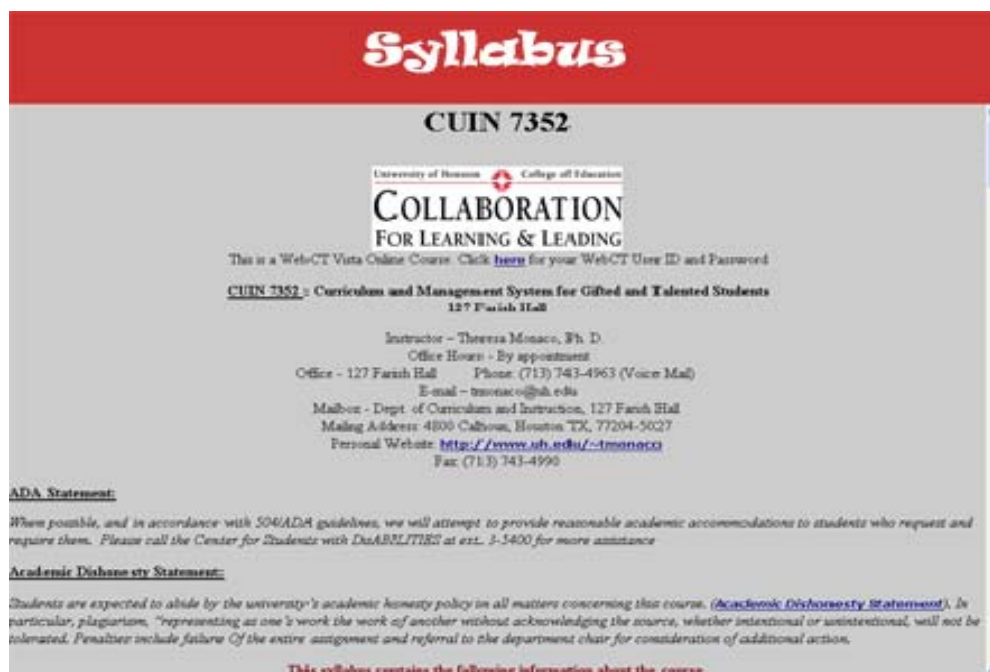 Syllabus
CUIN 7352
University of Houston College of Education
COLLABORATION
FOR LEARNING & LEADING
This is a WebCT Vista Online Course. Click here for your WebCT User ID and Password
CUIN 7352 : Curriculum and Management System for Gifted and Talented Students
127 Farish Hall
Instructor – Theresa Monaco, Ph. D.
Office Hours - By appointment
Office - 127 Farish Hall Phone: (713) 743-4963 (Voice Mail)
E-mail – tmonaco@uh.edu
Mailbox - Dept. of Curriculum and Instruction, 127 Farish Hall
Mailing Address: 4800 Calhoun, Houston TX, 77204-5027
Personal Website: http://www.uh.edu/~tmonaco
Fax: (713) 743-4990
ADA Statement:
When possible, and in accordance with 504/ADA guidelines, we will attempt to provide reasonable academic accommodations to students who request and
require them. Please call the Center for Students with DisABILITIES at ext. 3-5400 for more assistance
Academic Dishonesty Statement:
Students are expected to abide by the university's academic honesty policy in all matters concerning this course. (Academic Dishonesty Statement). In
particular, plagiarism, "representing as one's work the work of another without acknowledging the source, whether intentional or unintentional, will not be
tolerated. Penalties include failure Of the entire assignment and referral to the department chair for consideration of additional action.
This syllabus contains the following information about the course